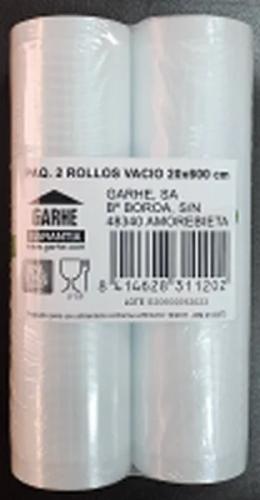 PAQ. 2 ROLLOS VACIO 20x600 cm
GARHE, SA
Bº BOROA, S/N
48340 AMOREBIETA
GARHE
GARANTIA
www.garhe.com
8 414628 311202